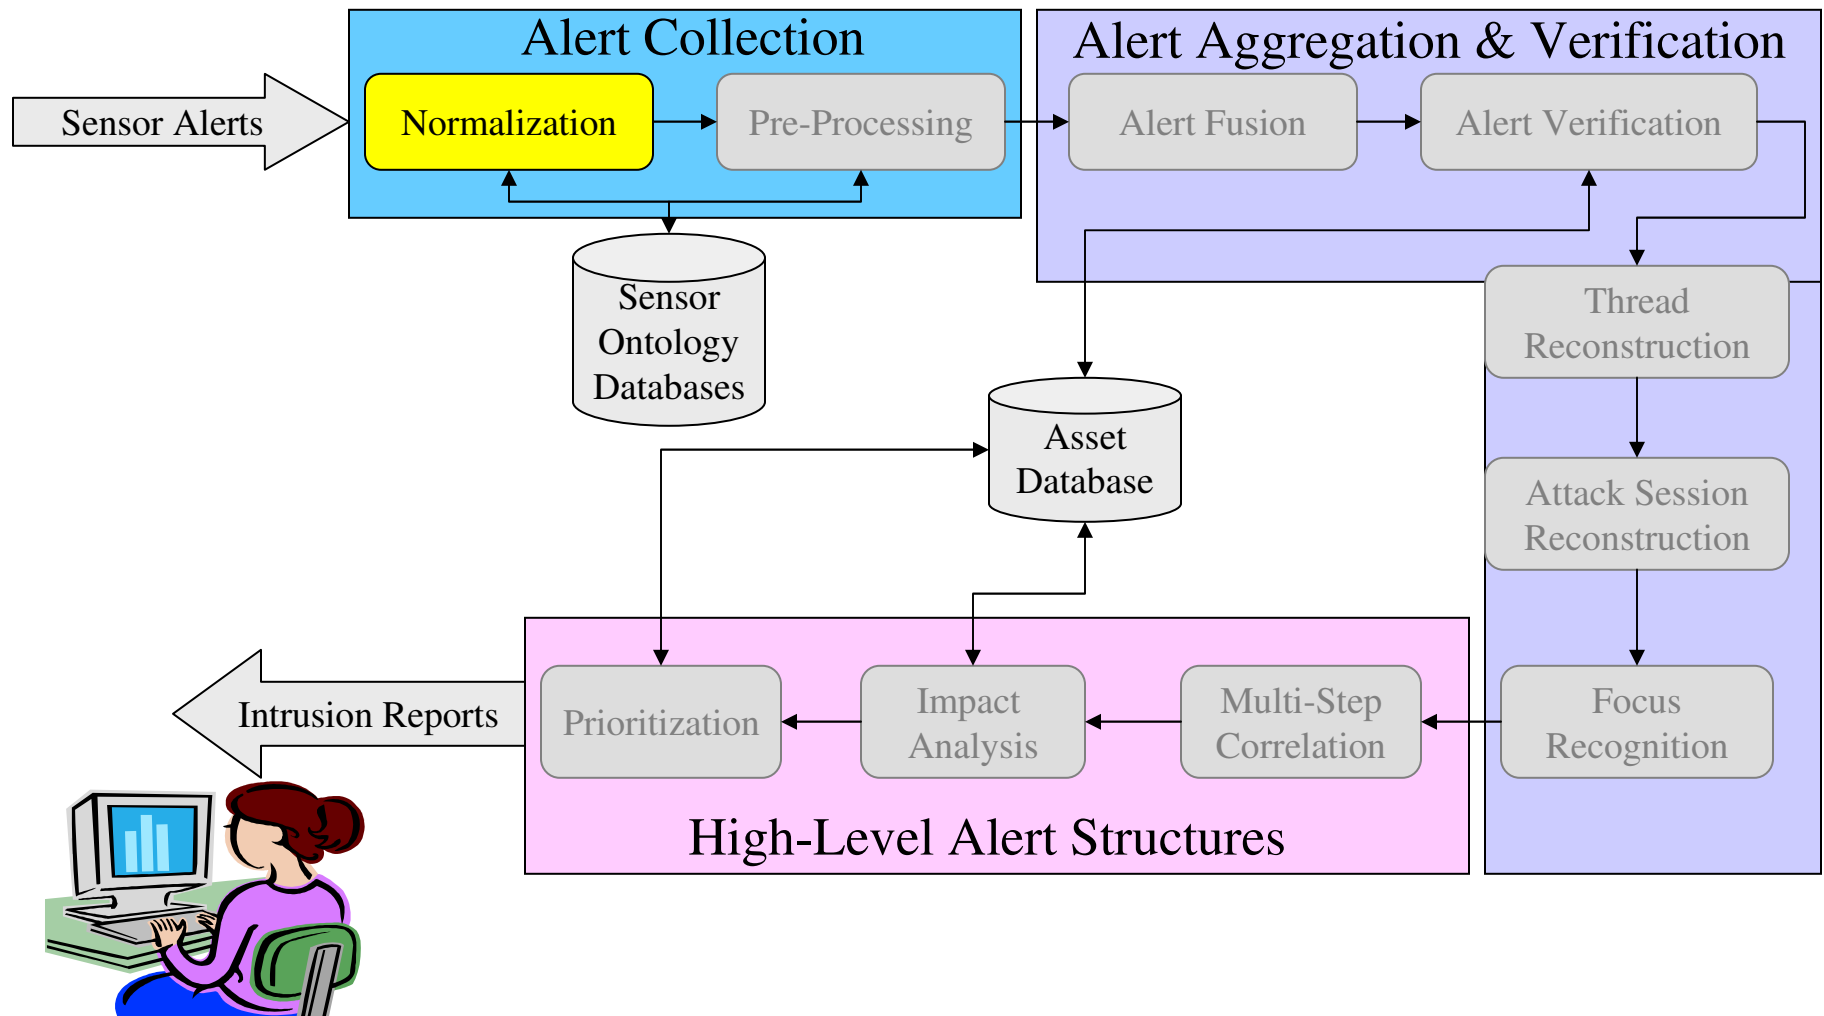 Alert Collection
Alert Aggregation & Verification
Sensor Alerts
Normalization
Pre-Processing
Alert Fusion
Alert Verification
Sensor
Ontology
Databases
Thread
Reconstruction
Asset
Database
Attack Session
Reconstruction
Intrusion Reports
Prioritization
Impact
Analysis
Multi-Step
Correlation
Focus
Recognition
High-Level Alert Structures